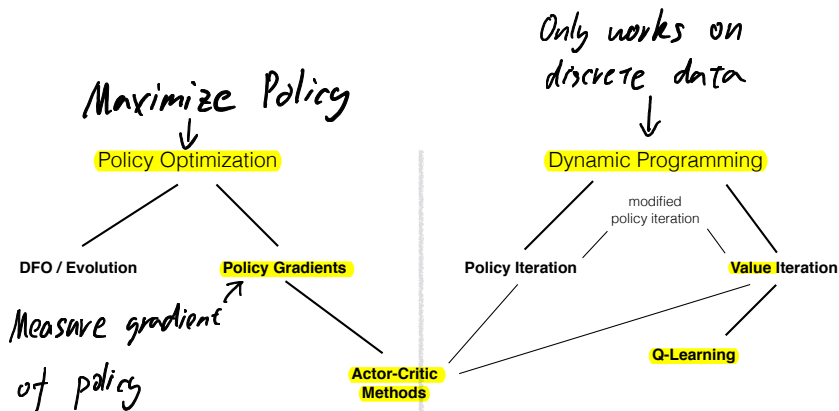 Only works on
discrete data
Maximize Policy
Policy Optimization
Dynamic Programming
modified
policy iteration
DFO / Evolution
Policy Gradients
Policy Iteration
Value Iteration
Measure gradient
of policy
Q-Learning
Actor-Critic
Methods